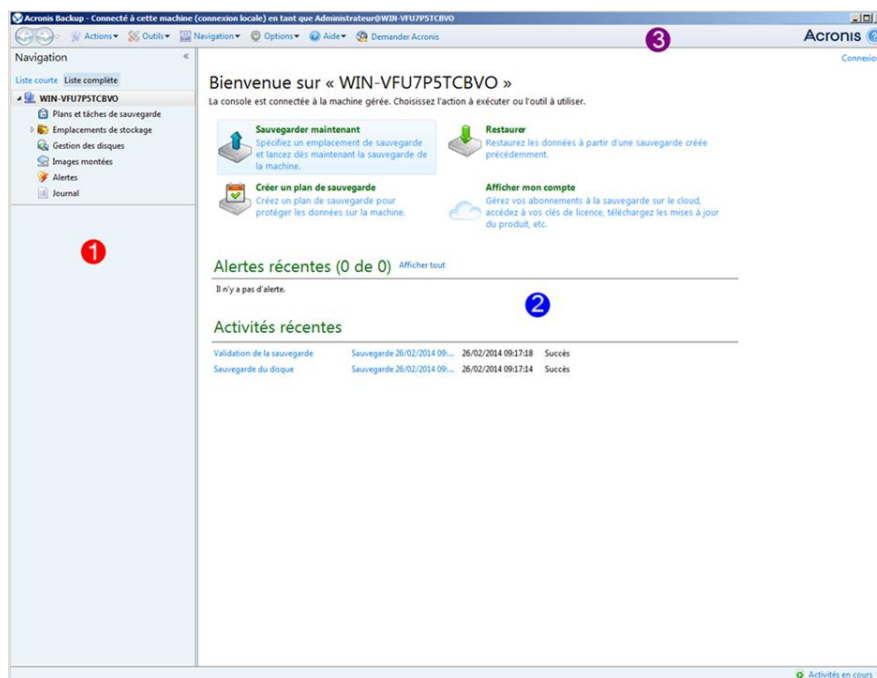 Acronis Backup - Connecté à cette machine (connexion locale) en tant que Administrateur@WIN-VFU7P5TCBVO
Actions Outils Navigation Options Aide Demander Acronis
3
Acronis
Navigation
Connexion
Liste courte Liste complète
WIN-VFU7P5TCBVO
Plans et tâches de sauvegarde
Emplacements de stockage
Gestion des disques
Images montées
Alertes
Journal
1
Bienvenue sur « WIN-VFU7P5TCBVO »
La console est connectée à la machine gérée. Choisissez l'action à exécuter ou l'outil à utiliser.
Sauvegarder maintenant
Spécifiez un emplacement de sauvegarde
et lancez dès maintenant la sauvegarde de
la machine.
Restaurer
Restaurez les données à partir d'une sauvegarde créée
précédemment.
Créer un plan de sauvegarde
Créez un plan de sauvegarde pour
protéger les données sur la machine.
Afficher mon compte
Gérez vos abonnements à la sauvegarde sur le cloud,
accédez à vos clés de licence, téléchargez les mises à jour
du produit, etc.
Alertes récentes (0 de 0) Afficher tout
Il n'y a pas d'alerte.
2
Activités récentes
Validation de la sauvegarde Sauvegarde 26/02/2014 09:... 26/02/2014 09:17:18 Succès
Sauvegarde du disque Sauvegarde 26/02/2014 09:... 26/02/2014 09:17:14 Succès
Activités en cours